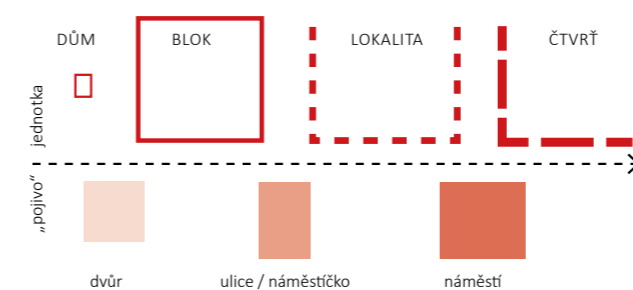 DŮM
BLOK
LOKALITA
ČTVRŤ
jednotka
„pojivo“
dvůr
ulice / náměstíčko
náměstí